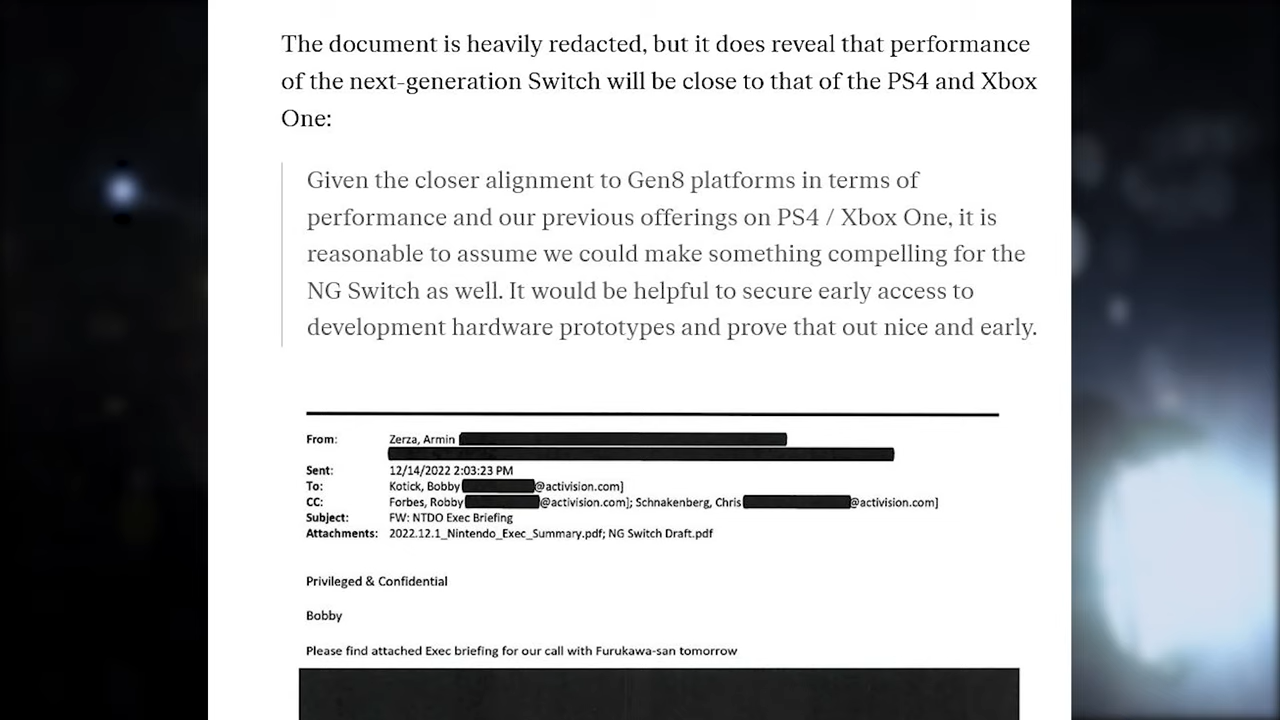 The document is heavily redacted, but it does reveal that performance
of the next-generation Switch will be close to that of the PS4 and Xbox
One:
Given the closer alignment to Gen8 platforms in terms of
performance and our previous offerings on PS4 / Xbox One, it is
reasonable to assume we could make something compelling for the
NG Switch as well. It would be helpful to secure early access to
development hardware prototypes and prove that out nice and early.
From: Zerza, Armin
Sent: 12/14/2022 2:03:23 PM
To: Kotick, Bobby @activision.com]
CC: Forbes, Robby @activision.com]; Schnakenberg, Chris @activision.com]
Subject: FW: NTDO Exec Briefing
Attachments: 2022.12.1_Nintendo_Exec_Summary.pdf; NG Switch Draft.pdf
Privileged & Confidential
Bobby
Please find attached Exec briefing for our call with Furukawa-san tomorrow